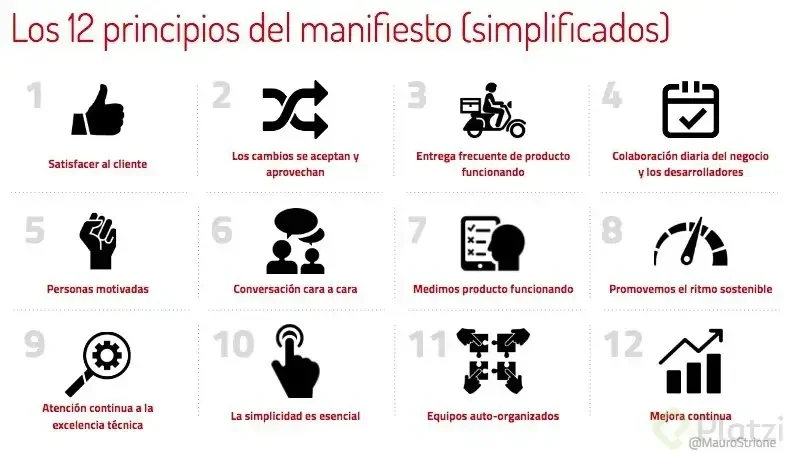 Los 12 principios del manifiesto (simplificados)
1
Satisfacer al cliente
2
Los cambios se aceptan y
aprovechan
3
Entrega frecuente de producto
funcionando
4
Colaboración diaria del negocio
y los desarrolladores
5
Personas motivadas
6
Conversación cara a cara
7
Medimos producto funcionando
8
Promovemos el ritmo sostenible
9
Atención continua a la
excelencia técnica
10
La simplicidad es esencial
11
Equipos auto-organizados
12
Mejora continua
Platzi
@MauroStrione